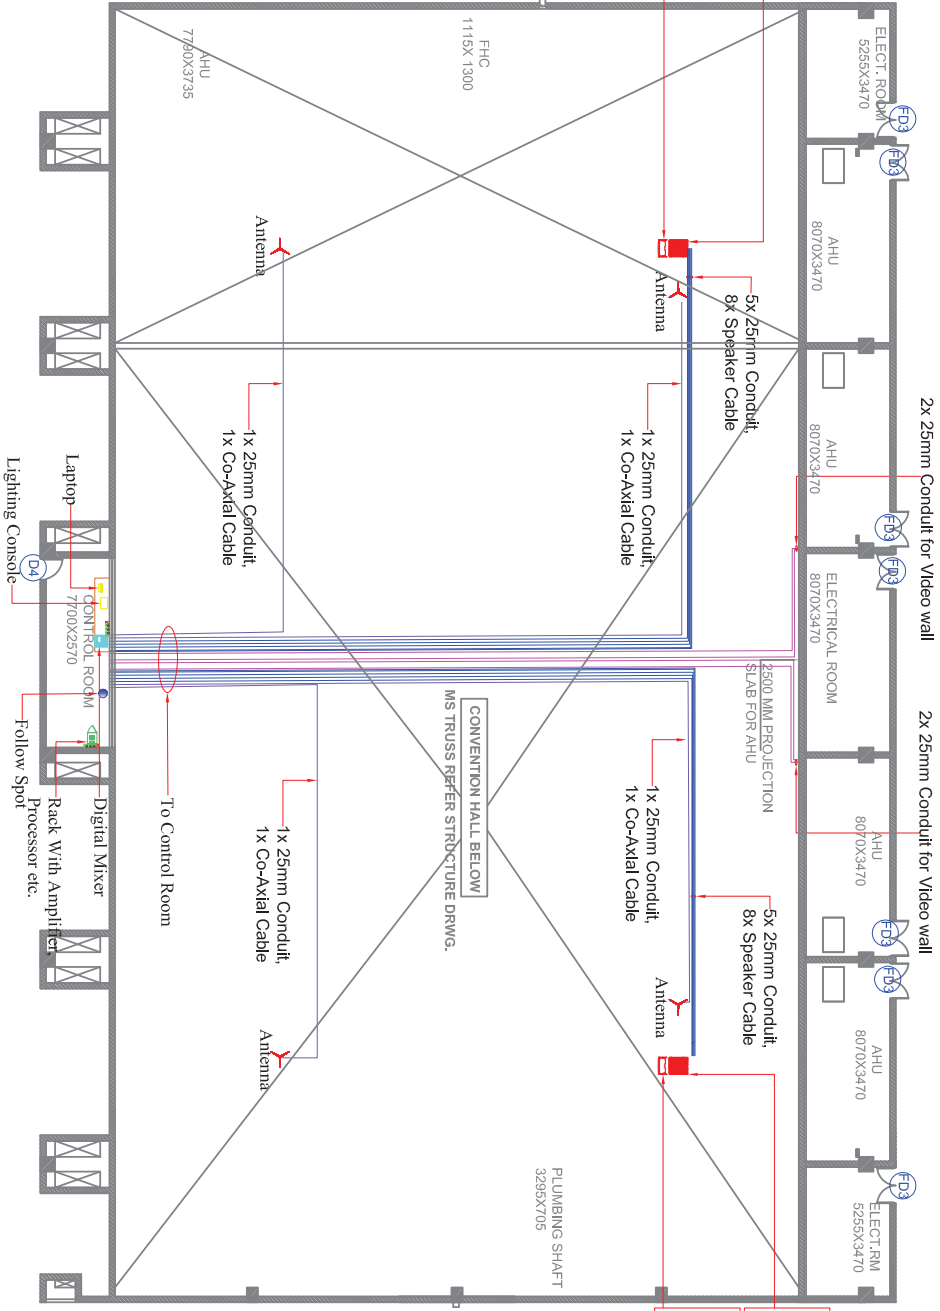 ELECT. ROOM
5255X3470
FD3
FD3
AHU
8070X3470
AHU
8070X3470
FD3
FD3
ELECTRICAL ROOM
8070X3470
AHU
8070X3470
FD3
FD3
AHU
8070X3470
FD3
ELECT.RM
5255X3470
2x 25mm Conduit for Video wall
2x 25mm Conduit for Video wall
FHC
1115X 1300
AHU
7790X3735
5x 25mm Conduit,
8x Speaker Cable
Antenna
1x 25mm Conduit,
1x Co-Axial Cable
Antenna
1x 25mm Conduit,
1x Co-Axial Cable
2500 MM PROJECTION
SLAB FOR AHU
CONVENTION HALL BELOW
MS TRUSS REFER STRUCTURE DRWG.
5x 25mm Conduit,
8x Speaker Cable
1x 25mm Conduit,
1x Co-Axial Cable
Antenna
1x 25mm Conduit,
1x Co-Axial Cable
Antenna
PLUMBING SHAFT
3295X705
To Control Room
D4
CONTROL ROOM
7700X2570
Laptop
Lighting Console
Digital Mixer
Rack With Amplifier,
Processor etc.
Follow Spot